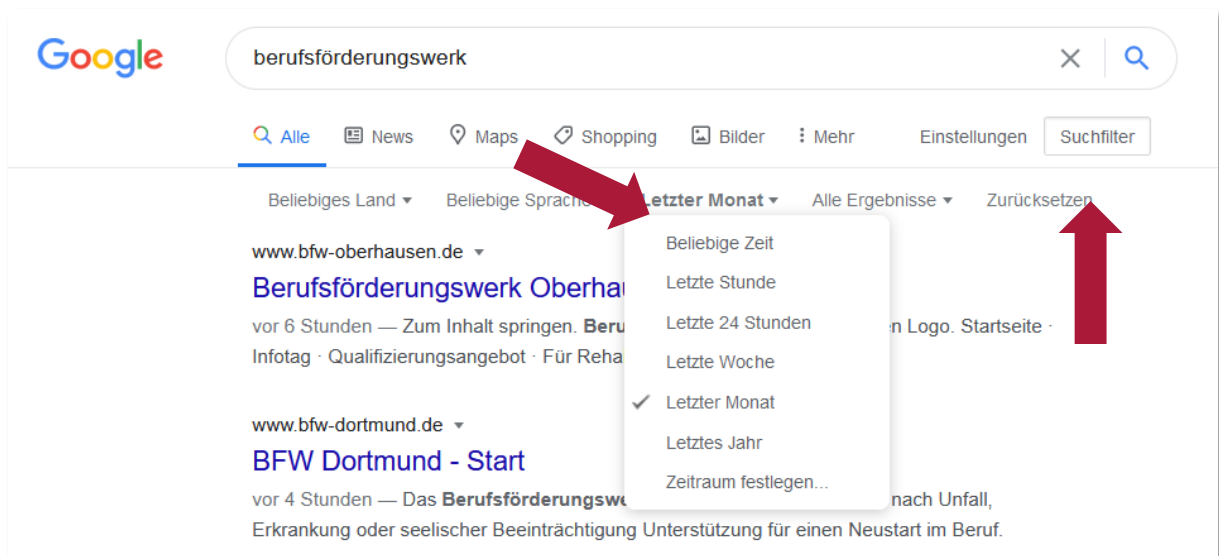 Google berufsförderungswerk
Alle News Maps Shopping Bilder Mehr Einstellungen Suchfilter
Beliebiges Land Beliebige Sprache Letzter Monat Alle Ergebnisse Zurücksetzen
www.bfw-oberhausen.de
Berufsförderungswerk Oberhau
vor 6 Stunden — Zum Inhalt springen. Beru n Logo. Startseite ·
Infotag · Qualifizierungsangebot · Für Reha
www.bfw-dortmund.de
BFW Dortmund - Start
vor 4 Stunden — Das Berufsförderungswe nach Unfall,
Erkrankung oder seelischer Beeinträchtigung Unterstützung für einen Neustart im Beruf.
Beliebige Zeit
Letzte Stunde
Letzte 24 Stunden
Letzte Woche
Letzter Monat
Letztes Jahr
Zeitraum festlegen...